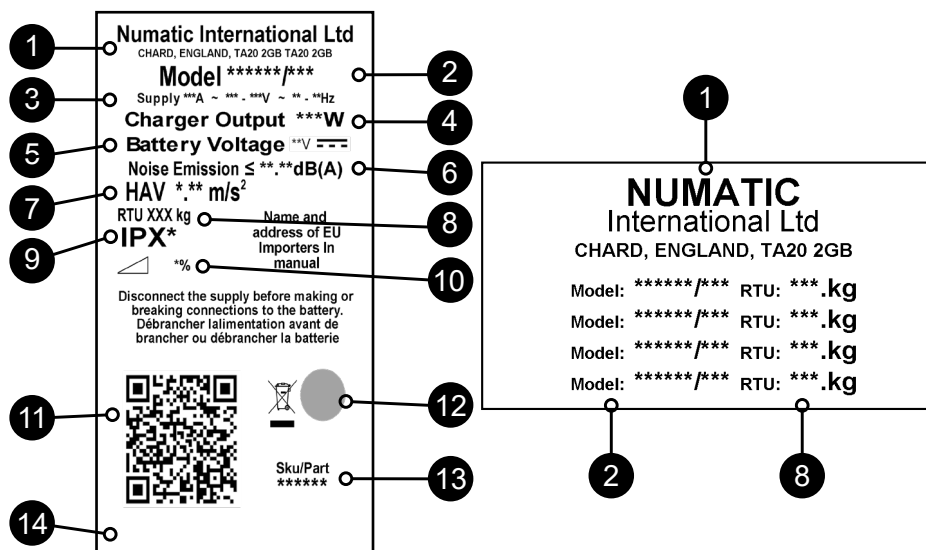 Numatic International Ltd
CHARD, ENGLAND, TA20 2GB TA20 2GB
Model ******/***
Supply ***A ~ *** - ***V ~ ** - **Hz
Charger Output ***W
Battery Voltage **V
Noise Emission ≤ **.**dB(A)
HAV *.** m/s²
RTU XXX kg
IPX*
Name and
address of EU
Importers In
manual
*%
Disconnect the supply before making or
breaking connections to the battery.
Débrancher lalimentation avant de
brancher ou débrancher la batterie
Sku/Part
******
1
2
3
4
5
6
7
8
9
10
11
12
13
14
1
NUMATIC
International Ltd
CHARD, ENGLAND, TA20 2GB
Model: ******/*** RTU: ***.kg
Model: ******/*** RTU: ***.kg
Model: ******/*** RTU: ***.kg
Model: ******/*** RTU: ***.kg
2
8